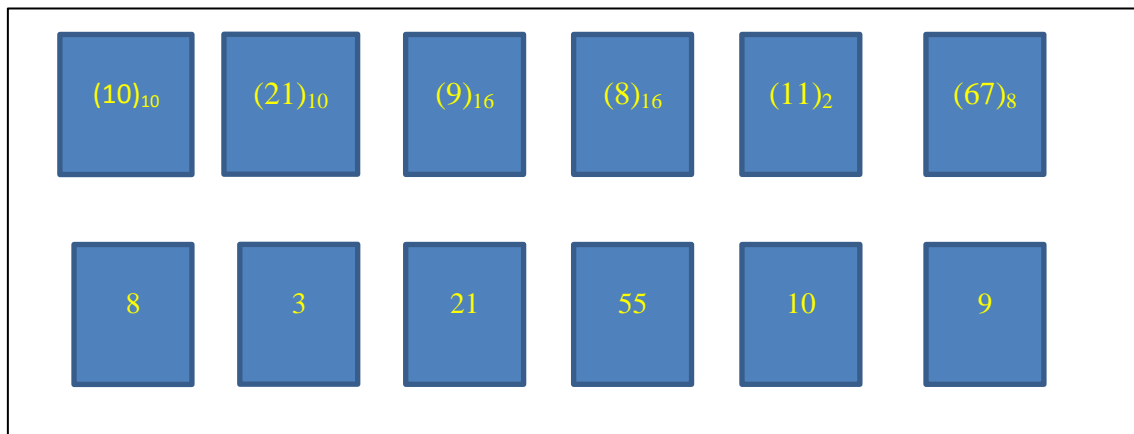 (10)₁₀ (21)₁₀ (9)₁₆ (8)₁₆ (11)₂ (67)₈
8 3 21 55 10 9